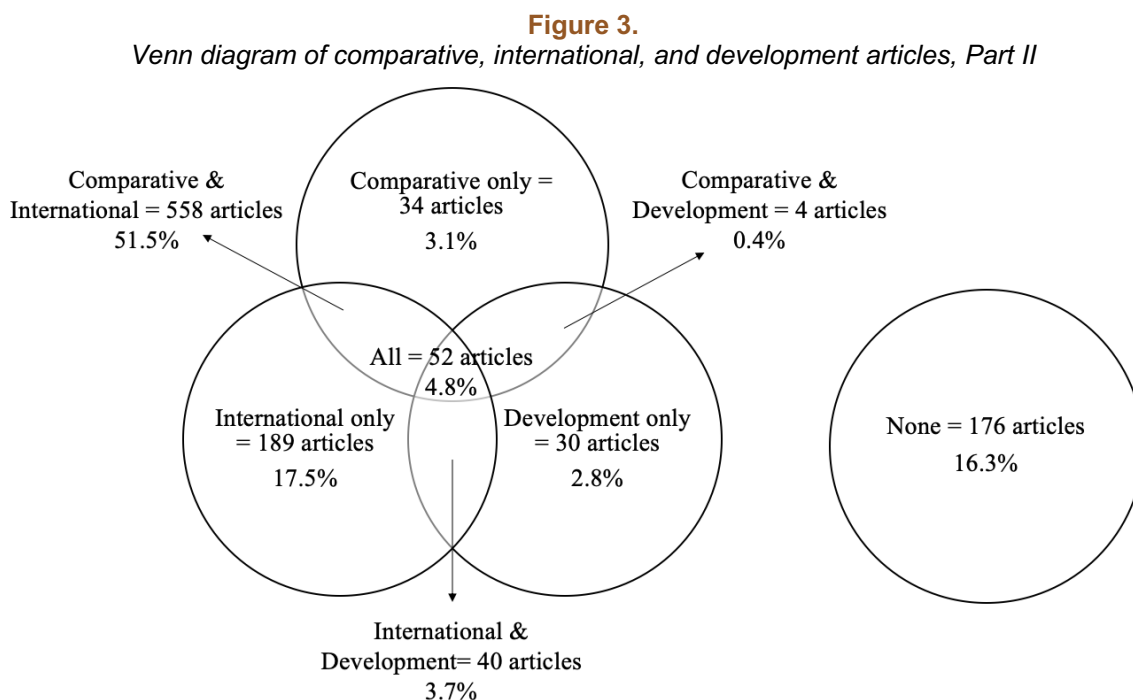 Figure 3.
Venn diagram of comparative, international, and development articles, Part II
Comparative &
International = 558 articles
51.5%
Comparative only =
34 articles
3.1%
Comparative &
Development = 4 articles
0.4%
All = 52 articles
4.8%
International only
= 189 articles
17.5%
Development only
= 30 articles
2.8%
None = 176 articles
16.3%
International &
Development= 40 articles
3.7%